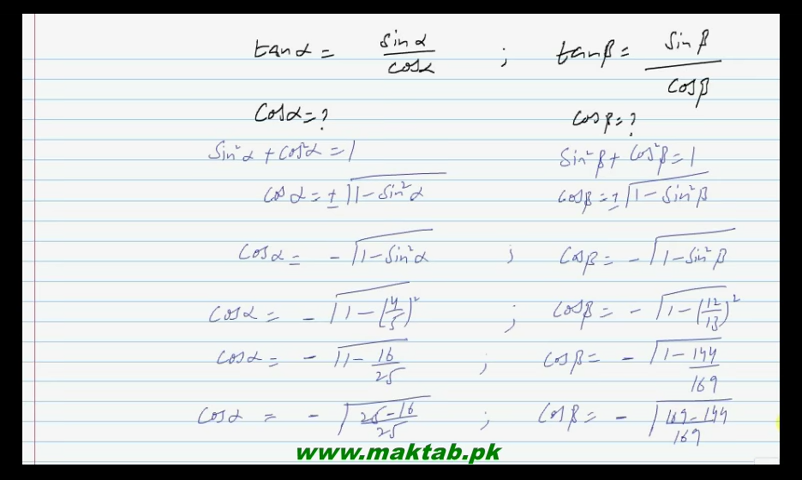 tanα = sinα/cosα ; tanβ = sinβ/cosβ
cosα = ? cosβ = ?
sin²α + cos²α = 1 sin²β + cos²β = 1
cosα = ± √1 - sin²α cosβ = ± √1 - sin²β
cosα = - √1 - sin²α ; cosβ = - √1 - sin²β
cosα = - √1 - (4/5)² ; cosβ = - √1 - (12/13)²
cosα = - √1 - 16/25 ; cosβ = - √1 - 144/169
cosα = - √25 - 16/25 ; cosβ = - √169 - 144/169
www.maktab.pk